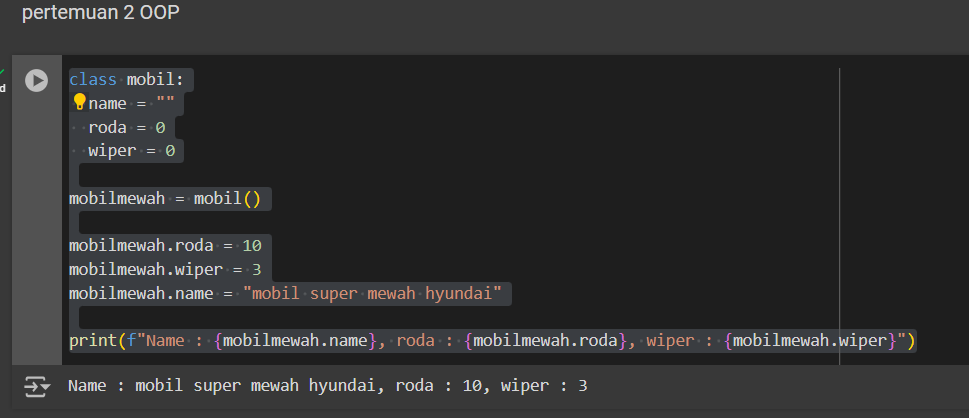 pertemuan 2 OOP
d
class mobil:
name = ""
roda = 0
wiper = 0
mobilmewah = mobil()
mobilmewah.roda = 10
mobilmewah.wiper = 3
mobilmewah.name = "mobil super mewah hyundai"
print(f"Name : {mobilmewah.name}, roda : {mobilmewah.roda}, wiper : {mobilmewah.wiper}")
Name : mobil super mewah hyundai, roda : 10, wiper : 3